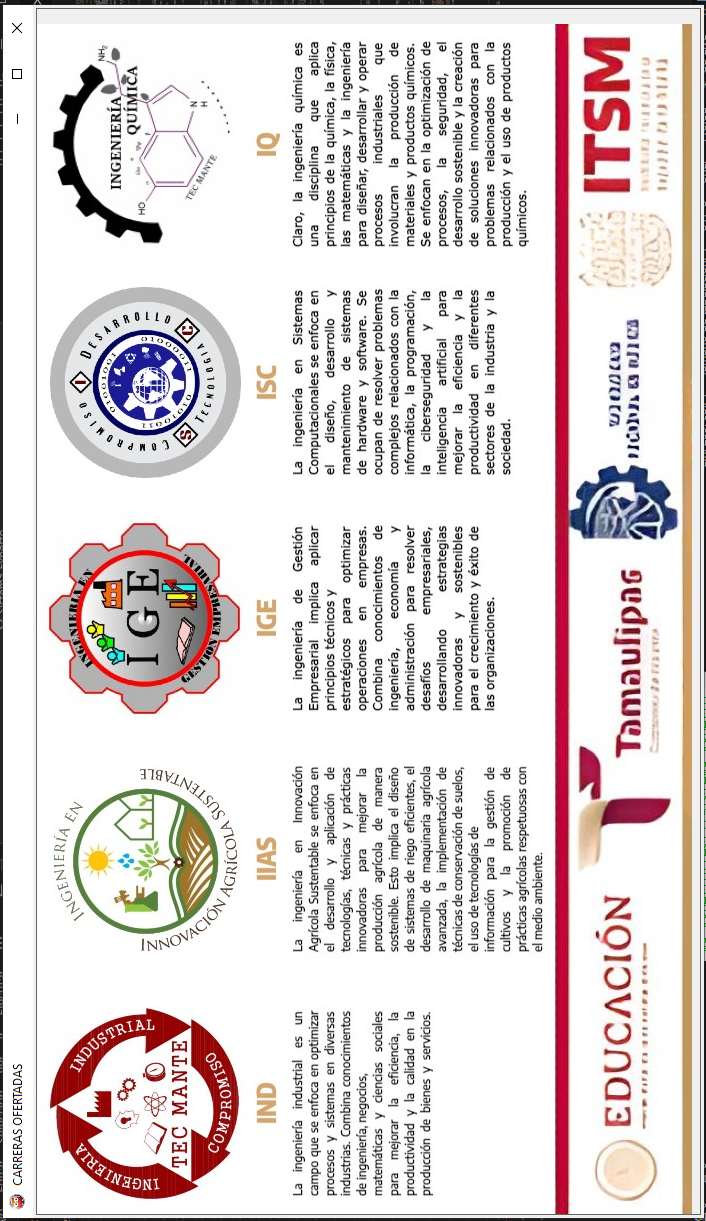 CARRERAS OFERTADAS
INGENIERIA
INDUSTRIAL
COMPROMISO
TEC MANTE
IND
La ingeniería industrial es un
campo que se enfoca en optimizar
procesos y sistemas en diversas
industrias. Combina conocimientos
de ingeniería, negocios,
matemáticas y ciencias sociales
para mejorar la eficiencia, la
productividad y la calidad en la
producción de bienes y servicios.
INGENIERÍA EN
INNOVACIÓN AGRÍCOLA SUSTENTABLE
IIAS
La ingeniería en Innovación
Agrícola Sustentable se enfoca en
el desarrollo y aplicación de
tecnologías, técnicas y prácticas
innovadoras para mejorar la
producción agrícola de manera
sostenible. Esto implica el diseño
de sistemas de riego eficientes, el
desarrollo de maquinaria agrícola
avanzada, la implementación de
técnicas de conservación de suelos,
el uso de tecnologías de
información para la gestión de
cultivos y la promoción de
prácticas agrícolas respetuosas con
el medio ambiente.
INGENIERIA EN
IGE
GESTION EMPRESARIAL
IGE
La ingeniería de Gestión
Empresarial implica aplicar
principios técnicos y
estratégicos para optimizar
operaciones en empresas.
Combina conocimientos de
ingeniería, economía y
administración para resolver
desafíos empresariales,
desarrollando estrategias
innovadoras y sostenibles
para el crecimiento y éxito de
las organizaciones.
COMPROMISO
I
DESARROLLO
C
TECNOLOGIA
S
01001001
01000011
01010011
ISC
La ingeniería en Sistemas
Computacionales se enfoca en
el diseño, desarrollo y
mantenimiento de sistemas
de hardware y software. Se
ocupan de resolver problemas
complejos relacionados con la
informática, la programación,
la ciberseguridad y la
inteligencia artificial para
mejorar la eficiencia y la
productividad en diferentes
sectores de la industria y la
sociedad.
NH₂
INGENIERÍA
QUÍMICA
HO
N
H
TEC MANTE
IQ
Claro, la ingeniería química es
una disciplina que aplica
principios de la química, la física,
las matemáticas y la ingeniería
para diseñar, desarrollar y operar
procesos industriales que
involucran la producción de
materiales y productos químicos.
Se enfocan en la optimización de
procesos, la seguridad, el
desarrollo sostenible y la creación
de soluciones innovadoras para
problemas relacionados con la
producción y el uso de productos
químicos.
EDUCACIÓN
Tamaulipas
ITSM